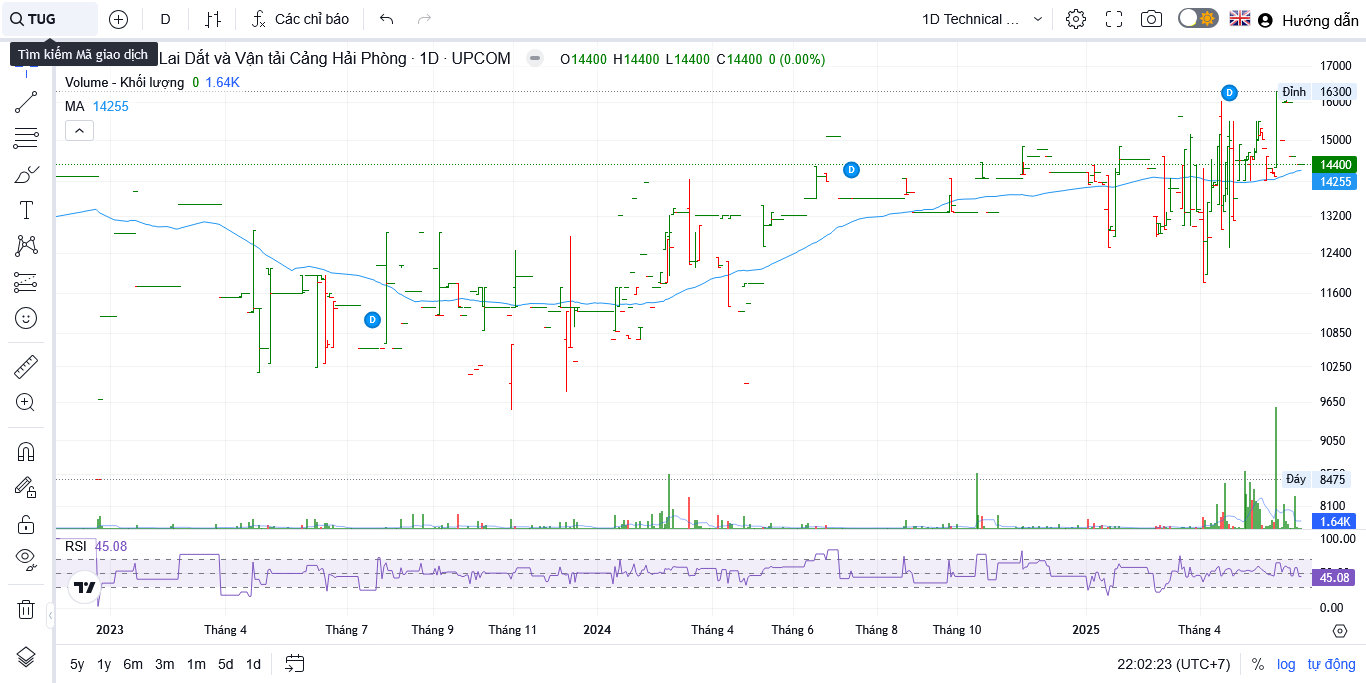 TUG
D
Các chỉ báo
1D Technical ...
Hướng dẫn
Tìm kiếm Mã giao dịch
Lai Dắt và Vận tải Cảng Hải Phòng · 1D · UPCOM
O14400 H14400 L14400 C14400 0 (0.00%)
Volume - Khối lượng 0 1.64K
MA 14255
17000
Đỉnh 16300
16000
15000
14400
14255
13200
12400
11600
10850
10250
9650
9050
Đáy 8475
8100
1.64K
D
D
D
RSI 45.08
100.00
45.08
0.00
2023 Tháng 4 Tháng 7 Tháng 9 Tháng 11 2024 Tháng 4 Tháng 6 Tháng 8 Tháng 10 2025 Tháng 4
5y 1y 6m 3m 1m 5d 1d
22:02:23 (UTC+7) % log tự động